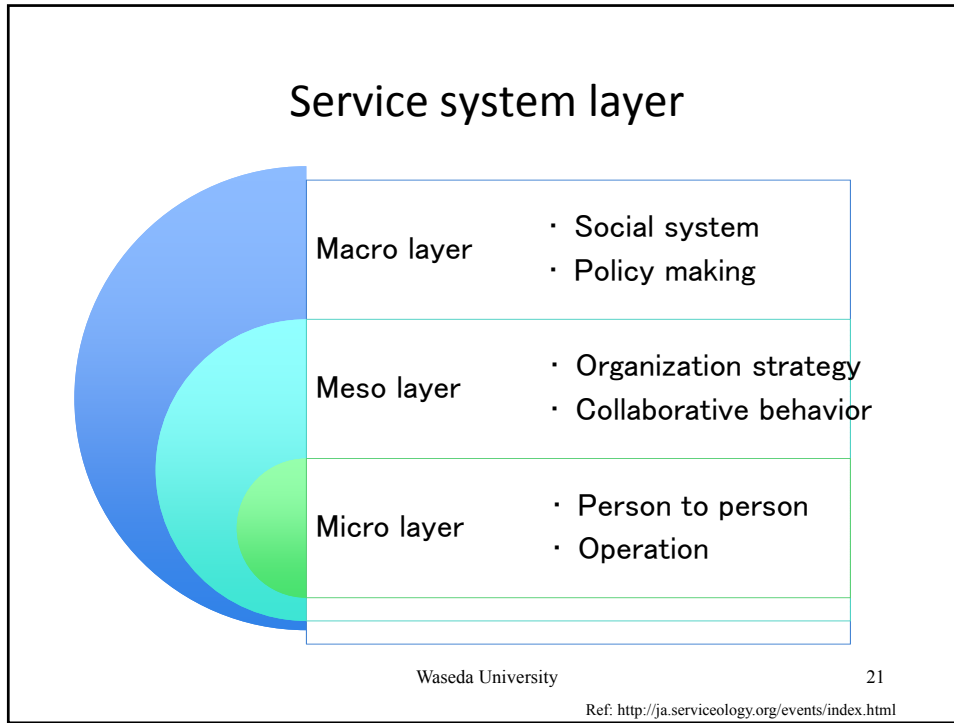 Service system layer
Macro layer
・ Social system
・ Policy making
Meso layer
・ Organization strategy
・ Collaborative behavior
Micro layer
・ Person to person
・ Operation
Waseda University 21
Ref: http://ja.serviceology.org/events/index.html